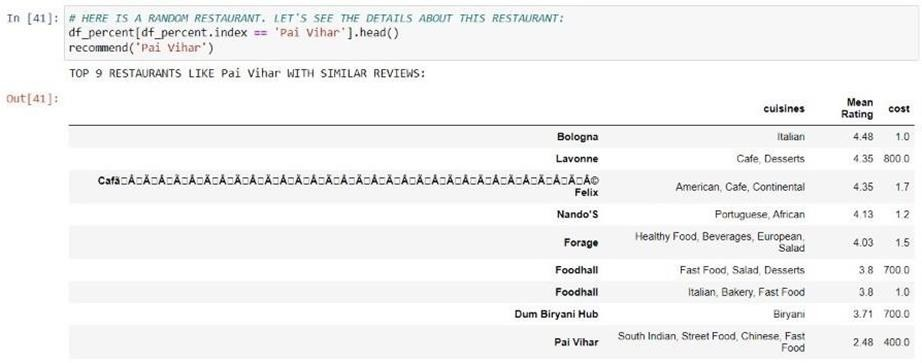 In [41]: # HERE IS A RANDOM RESTAURANT. LET'S SEE THE DETAILS ABOUT THIS RESTAURANT:
df_percent[df_percent.index == 'Pai Vihar'].head()
recommend('Pai Vihar')
TOP 9 RESTAURANTS LIKE Pai Vihar WITH SIMILAR REVIEWS:
Out[41]:
cuisines Mean Rating cost
Bologna Italian 4.48 1.0
Lavonne Cafe, Desserts 4.35 800.0
Felix American, Cafe, Continental 4.35 1.7
Nando'S Portuguese, African 4.13 1.2
Forage Healthy Food, Beverages, European, Salad 4.03 1.5
Foodhall Fast Food, Salad, Desserts 3.8 700.0
Foodhall Italian, Bakery, Fast Food 3.8 1.0
Dum Biryani Hub Biryani 3.71 700.0
Pai Vihar South Indian, Street Food, Chinese, Fast Food 2.48 400.0